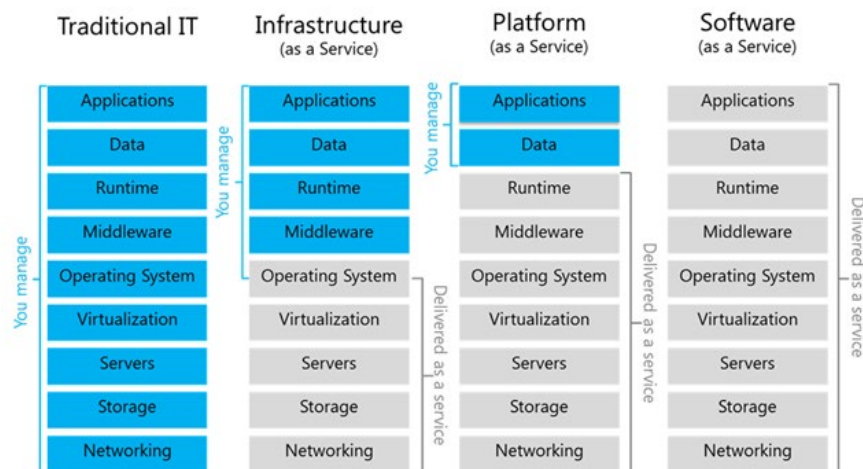 Traditional IT
Infrastructure
(as a Service)
Platform
(as a Service)
Software
(as a Service)
You manage
Applications
Data
Runtime
Middleware
Operating System
Virtualization
Servers
Storage
Networking
You manage
Applications
Data
Runtime
Middleware
Operating System
Virtualization
Servers
Storage
Networking
Delivered as a service
You manage
Applications
Data
Runtime
Middleware
Operating System
Virtualization
Servers
Storage
Networking
Delivered as a service
Applications
Data
Runtime
Middleware
Operating System
Virtualization
Servers
Storage
Networking
Delivered as a service